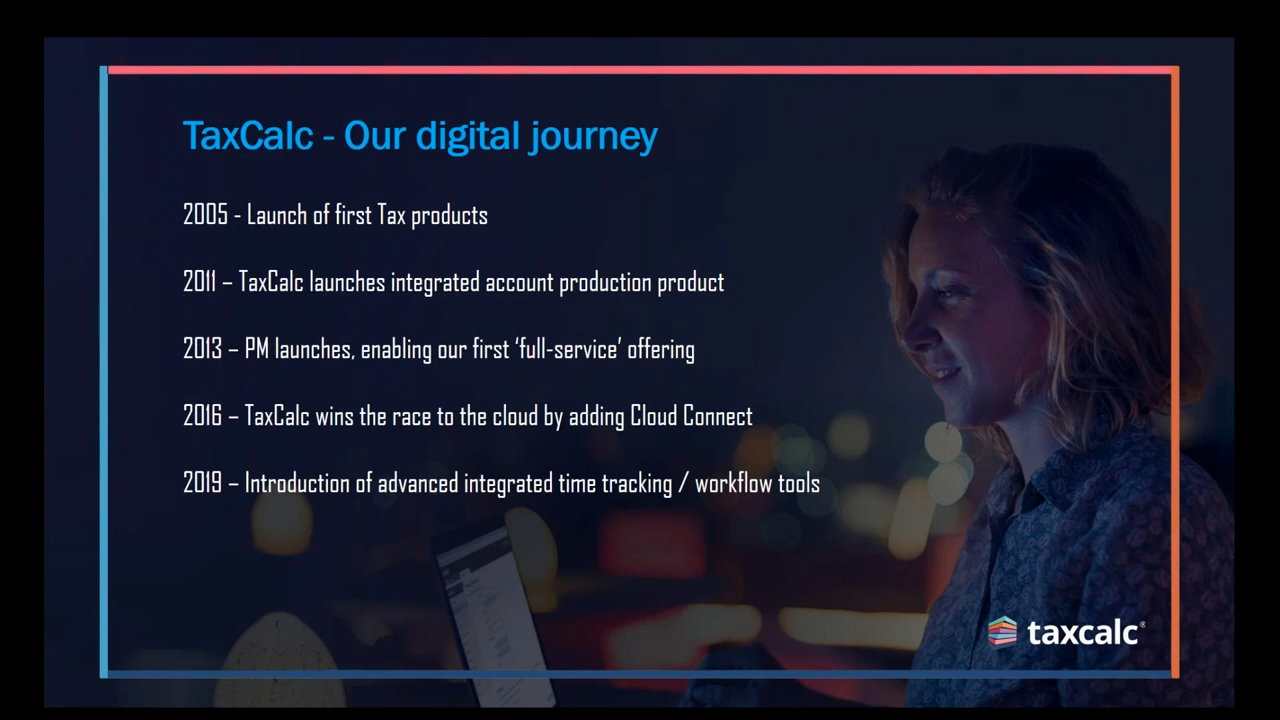 TaxCalc - Our digital journey
2005 - Launch of first Tax products
2011 – TaxCalc launches integrated account production product
2013 – PM launches, enabling our first ‘full-service’ offering
2016 – TaxCalc wins the race to the cloud by adding Cloud Connect
2019 – Introduction of advanced integrated time tracking / workflow tools
taxcalc®